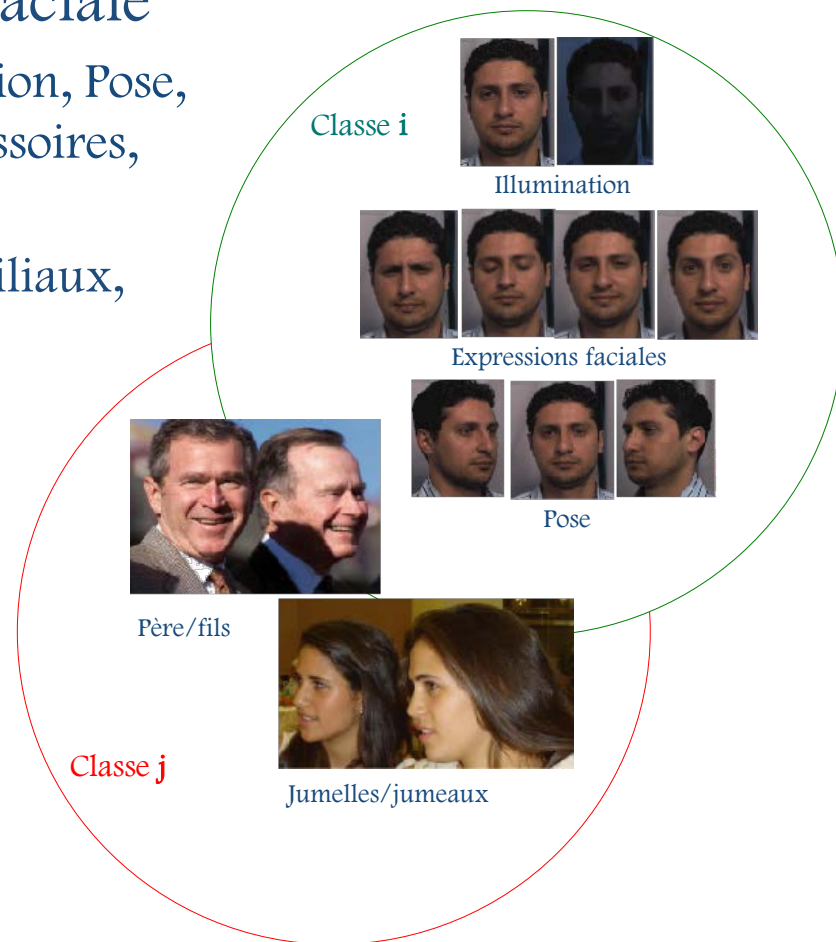 aciale
ion, Pose,
ssoires,
iliaux,
Classe i
Illumination
Expressions faciales
Pose
Père/fils
Classe j
Jumelles/jumeaux